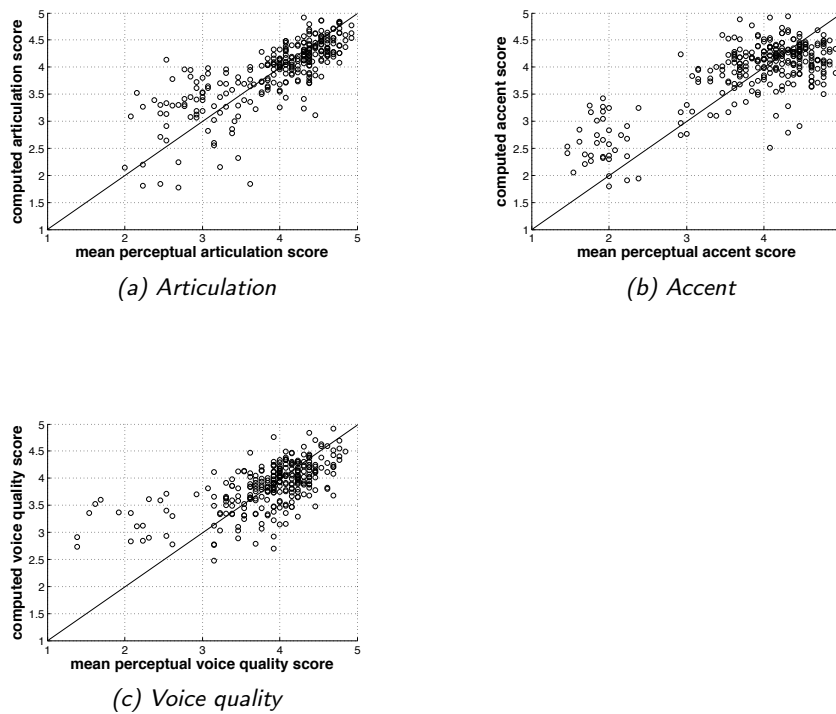 5
4.5
4
3.5
3
2.5
2
1.5
1
1 2 3 4 5
computed articulation score
mean perceptual articulation score
(a) Articulation
5
4.5
4
3.5
3
2.5
2
1.5
1
1 2 3 4
computed accent score
mean perceptual accent score
(b) Accent
5
4.5
4
3.5
3
2.5
2
1.5
1
1 2 3 4 5
computed voice quality score
mean perceptual voice quality score
(c) Voice quality